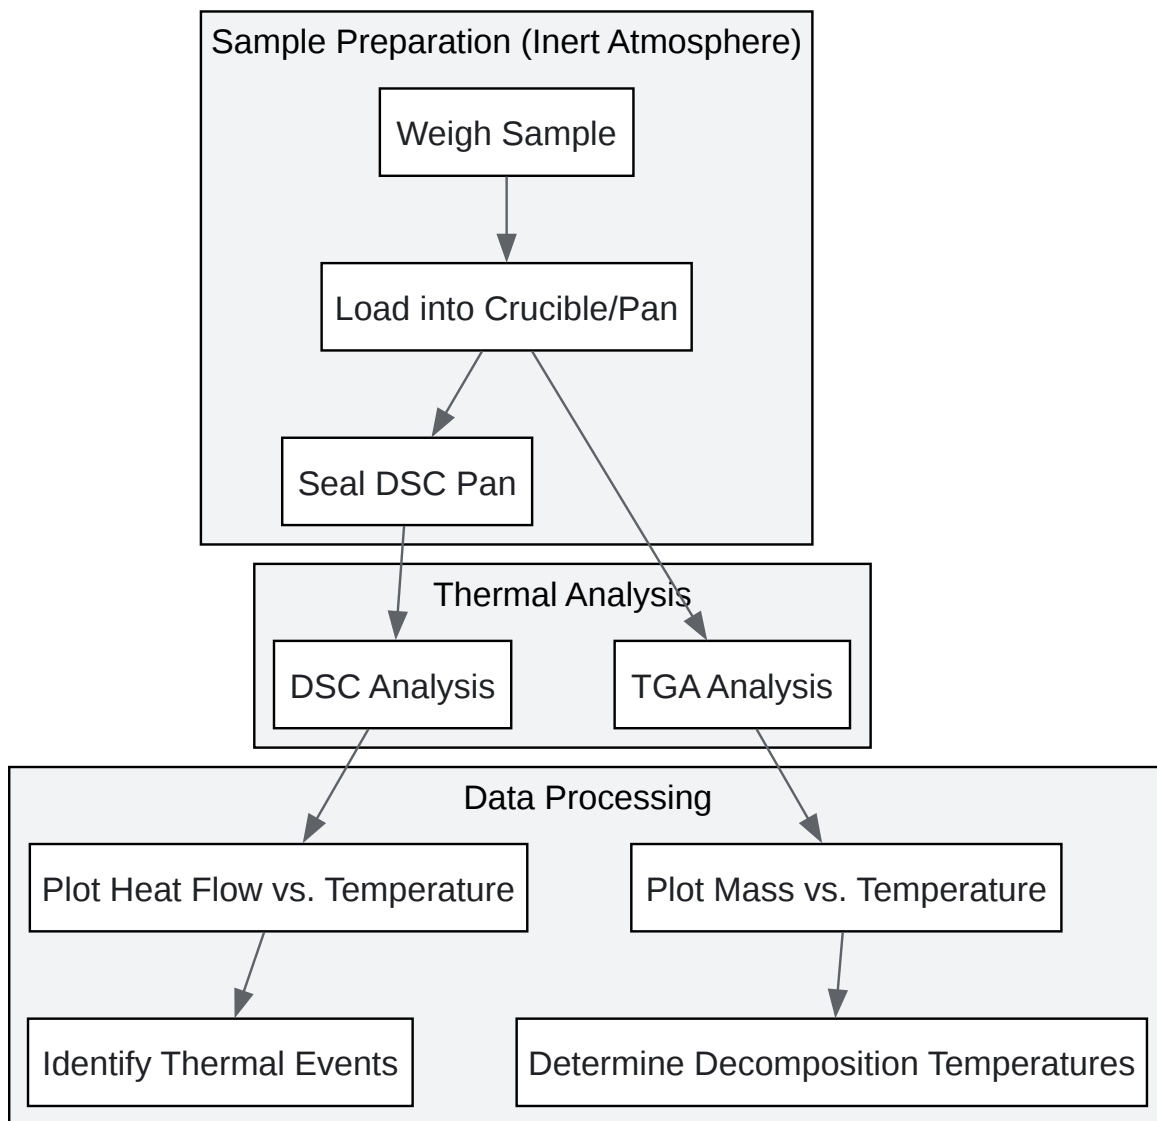 Sample Preparation (Inert Atmosphere)
Weigh Sample
Load into Crucible/Pan
Seal DSC Pan
Thermal Analysis
DSC Analysis
TGA Analysis
Data Processing
Plot Heat Flow vs. Temperature
Plot Mass vs. Temperature
Identify Thermal Events
Determine Decomposition Temperatures